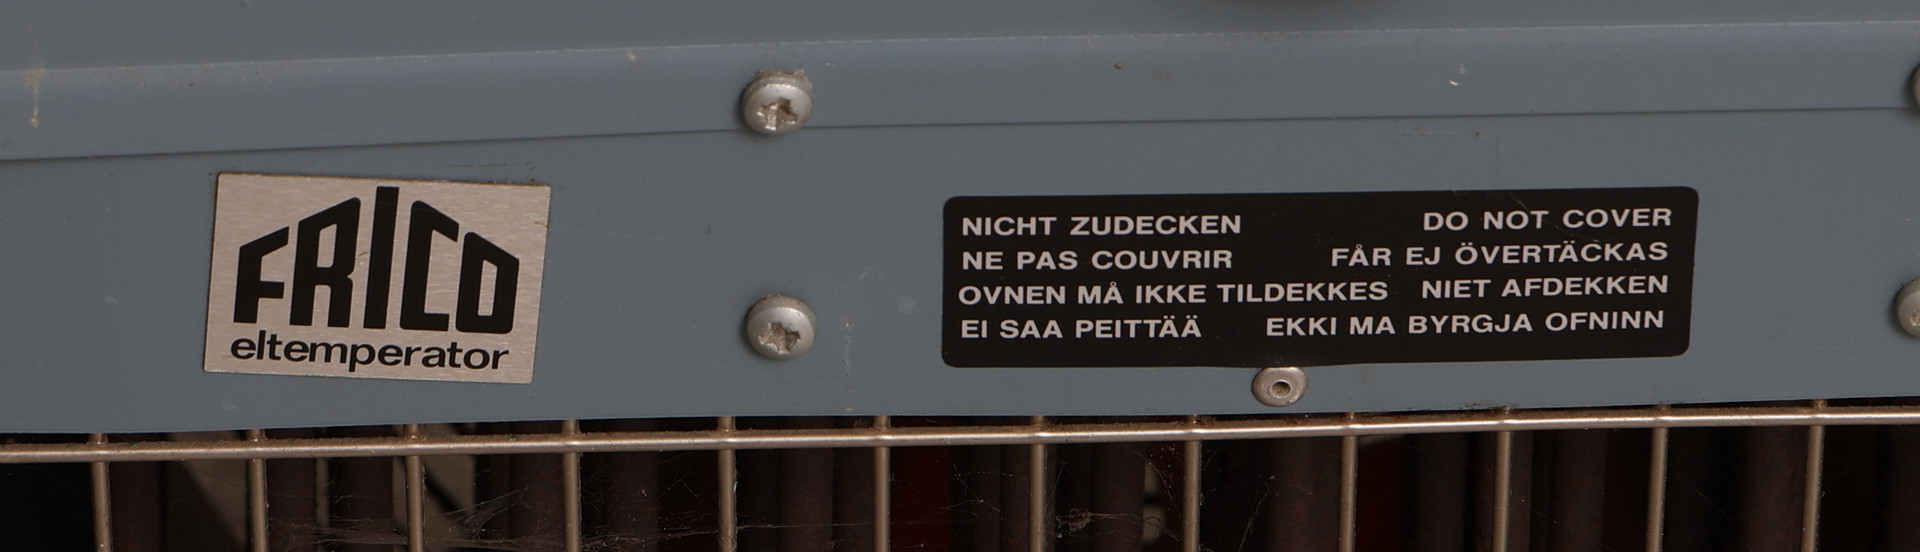 FRICO
eltemperator
NICHT ZUDECKEN DO NOT COVER
NE PAS COUVRIR FÅR EJ ÖVERTÄCKAS
OVNEN MÅ IKKE TILDEKKES NIET AFDEKKEN
EI SAA PEITTÄÄ EKKI MA BYRGJA OFNINN